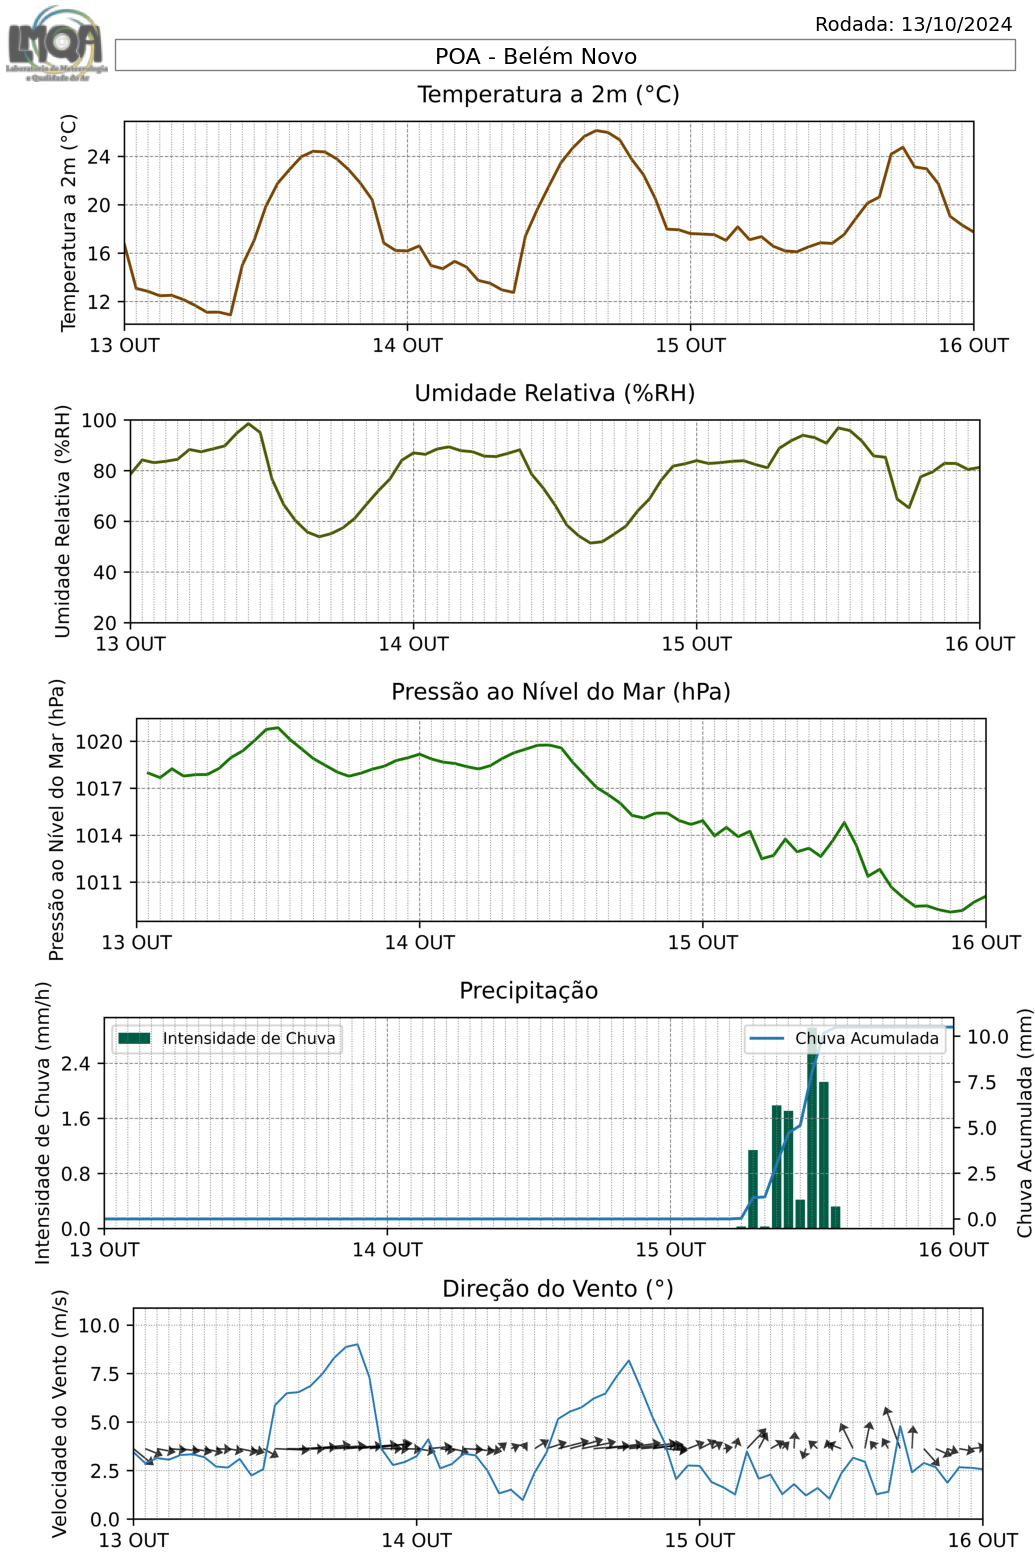 LMQA
Laboratório de Meteorologia
e Qualidade do Ar
Rodada: 13/10/2024
POA - Belém Novo
Temperatura a 2m (°C)
Temperatura a 2m (°C)
24
20
16
12
13 OUT 14 OUT 15 OUT 16 OUT
Umidade Relativa (%RH)
Umidade Relativa (%RH)
100
80
60
40
20
13 OUT 14 OUT 15 OUT 16 OUT
Pressão ao Nível do Mar (hPa)
Pressão ao Nível do Mar (hPa)
1020
1017
1014
1011
13 OUT 14 OUT 15 OUT 16 OUT
Precipitação
Intensidade de Chuva (mm/h)
Intensidade de Chuva
Chuva Acumulada
2.4
1.6
0.8
0.0
10.0
7.5
5.0
2.5
0.0
Chuva Acumulada (mm)
13 OUT 14 OUT 15 OUT 16 OUT
Direção do Vento (°)
Velocidade do Vento (m/s)
10.0
7.5
5.0
2.5
0.0
13 OUT 14 OUT 15 OUT 16 OUT